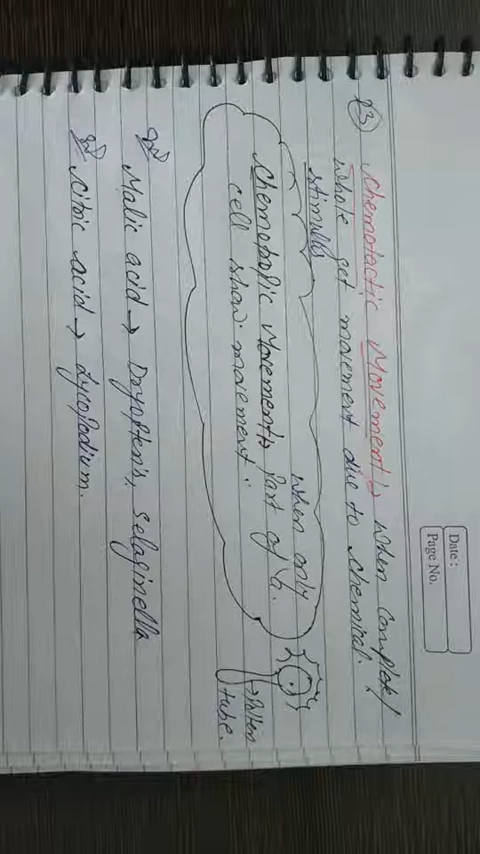 Date :
Page No.
13) Chemotactic Movement :→ When complete /
whole get movement due to chemical
stimulus
when only
Chemotropic Movement :→ part of
cell show movement.
→ Pollen
tube.
Malic acid → Dryopteris, Selaginella
Citric acid → Lycopodium.